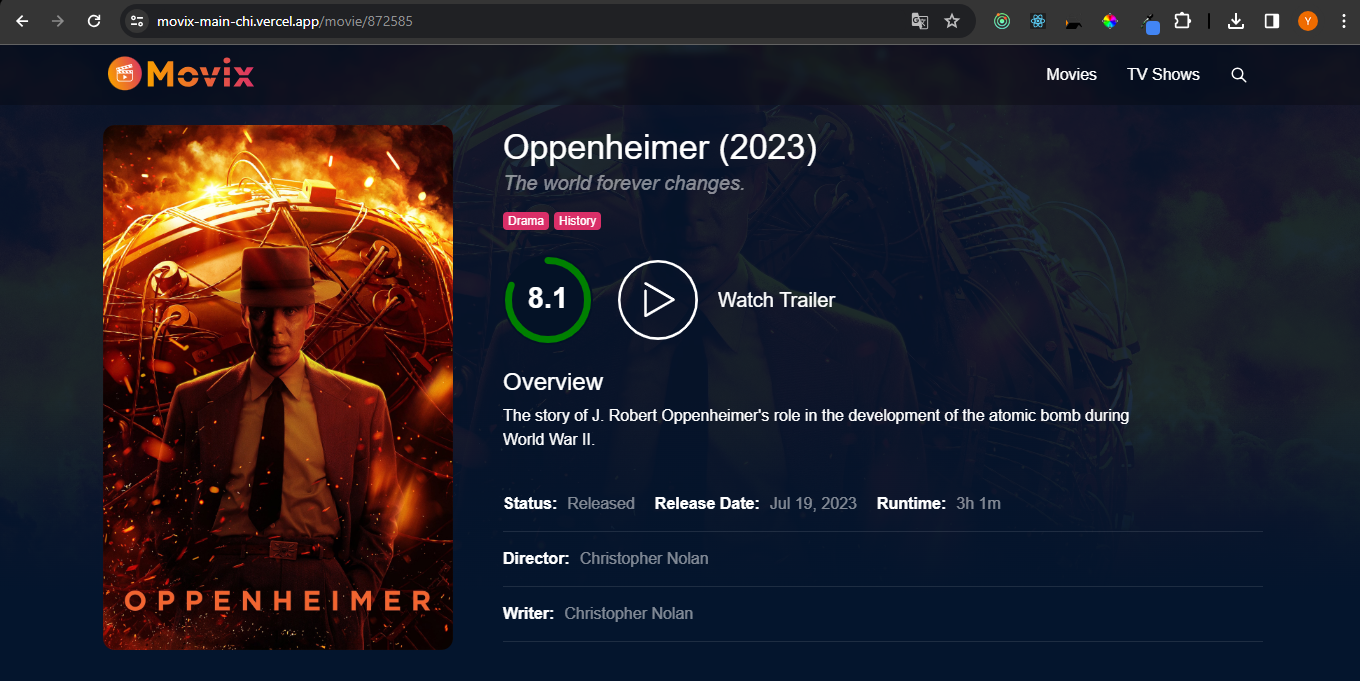 movix-main-chi.vercel.app/movie/872585
Y
Movix
Movies TV Shows
Oppenheimer (2023)
The world forever changes.
Drama History
8.1 Watch Trailer
Overview
The story of J. Robert Oppenheimer's role in the development of the atomic bomb during
World War II.
Status: Released Release Date: Jul 19, 2023 Runtime: 3h 1m
Director: Christopher Nolan
Writer: Christopher Nolan
OPPENHEIMER